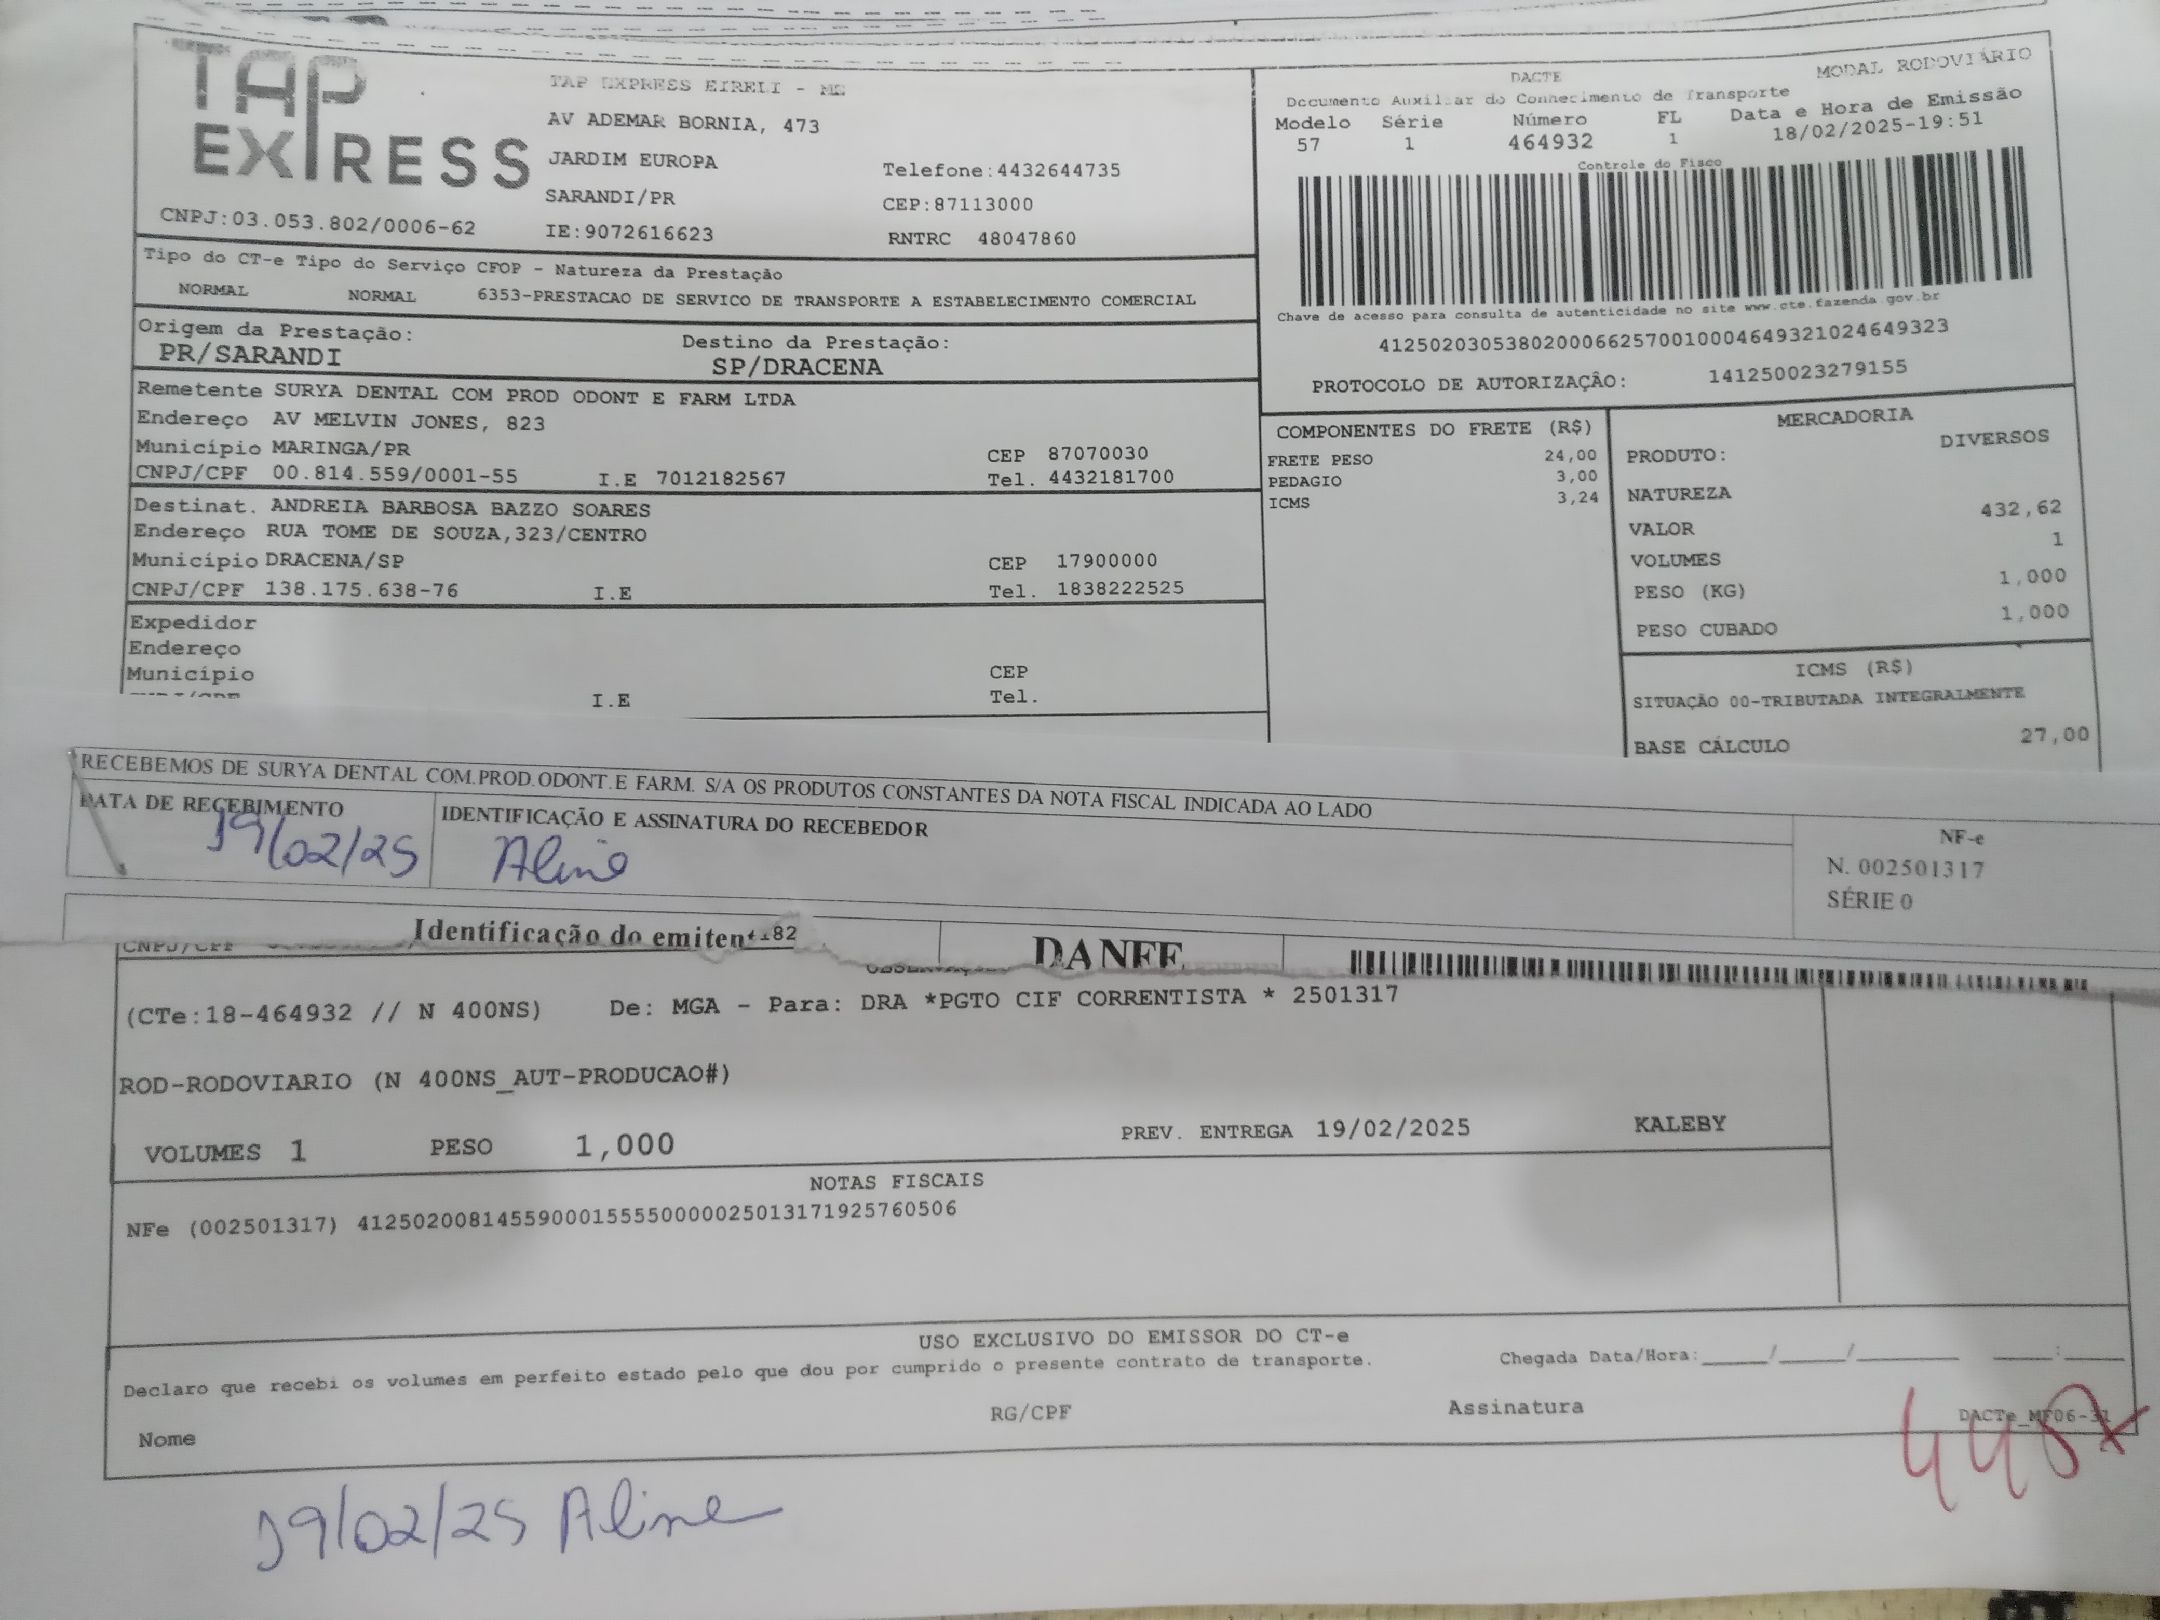 TAP EXPRESS
TAP EXPRESS EIRELI - MG
AV ADEMAR BORNIA, 473
JARDIM EUROPA
Telefone:4432644735
SARANDI/PR
CEP:87113000
CNPJ:03.053.802/0006-62
IE:9072616623
RNTRC 48047860
DACTE
MODAL RODOVIÁRIO
Documento Auxiliar do Conhecimento de Transporte
Modelo Série Número FL Data e Hora de Emissão
57 1 464932 1 18/02/2025-19:51
Controle do Fisco
Chave de acesso para consulta de autenticidade no site www.cte.fazenda.gov.br
41250203053802000662570010004649321024649323
PROTOCOLO DE AUTORIZAÇÃO: 141250023279155
Tipo do CT-e Tipo do Serviço CFOP - Natureza da Prestação
NORMAL NORMAL 6353-PRESTACAO DE SERVICO DE TRANSPORTE A ESTABELECIMENTO COMERCIAL
Origem da Prestação: Destino da Prestação:
PR/SARANDI SP/DRACENA
Remetente SURYA DENTAL COM PROD ODONT E FARM LTDA
Endereço AV MELVIN JONES, 823
Município MARINGA/PR CEP 87070030
CNPJ/CPF 00.814.559/0001-55 I.E 7012182567 Tel. 4432181700
Destinat. ANDREIA BARBOSA BAZZO SOARES
Endereço RUA TOME DE SOUZA,323/CENTRO
Município DRACENA/SP CEP 17900000
CNPJ/CPF 138.175.638-76 I.E Tel. 1838222525
Expedidor
Endereço
Município CEP
I.E Tel.
COMPONENTES DO FRETE (R$)
FRETE PESO 24,00
PEDAGIO 3,00
ICMS 3,24
MERCADORIA
PRODUTO: DIVERSOS
NATUREZA
VALOR 432,62
VOLUMES 1
PESO (KG) 1,000
PESO CUBADO 1,000
ICMS (R$)
SITUAÇÃO 00-TRIBUTADA INTEGRALMENTE
BASE CÁLCULO 27,00
RECEBEMOS DE SURYA DENTAL COM.PROD.ODONT.E FARM. S/A OS PRODUTOS CONSTANTES DA NOTA FISCAL INDICADA AO LADO
DATA DE RECEBIMENTO IDENTIFICAÇÃO E ASSINATURA DO RECEBEDOR
19/02/25 Aline
NF-e
N. 002501317
SÉRIE 0
Identificação do emitente 82
DANFE
CNPJ/CPF
(CTe:18-464932 // N 400NS) De: MGA - Para: DRA *PGTO CIF CORRENTISTA * 2501317
ROD-RODOVIARIO (N 400NS_AUT-PRODUCAO#)
VOLUMES 1 PESO 1,000 PREV. ENTREGA 19/02/2025 KALEBY
NOTAS FISCAIS
NFe (002501317) 41250200814559000155550000025013171925760506
USO EXCLUSIVO DO EMISSOR DO CT-e
Declaro que recebi os volumes em perfeito estado pelo que dou por cumprido o presente contrato de transporte. Chegada Data/Hora:_____/_____/________ _____:_____
Nome RG/CPF Assinatura DACTe_MF06-31
19/02/25 Aline